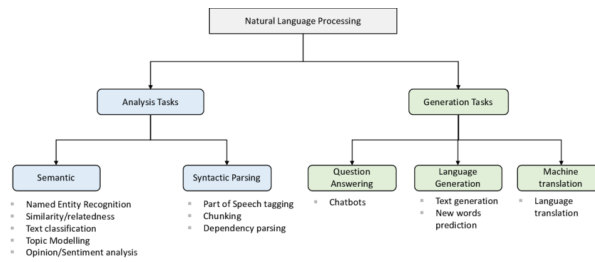 Natural Language Processing
Analysis Tasks
Generation Tasks
Semantic
Syntactic Parsing
Question
Answering
Language
Generation
Machine
translation
Named Entity Recognition
Similarity/relatedness
Text classification
Topic Modelling
Opinion/Sentiment analysis
Part of Speech tagging
Chunking
Dependency parsing
Chatbots
Text generation
New words
prediction
Language
translation